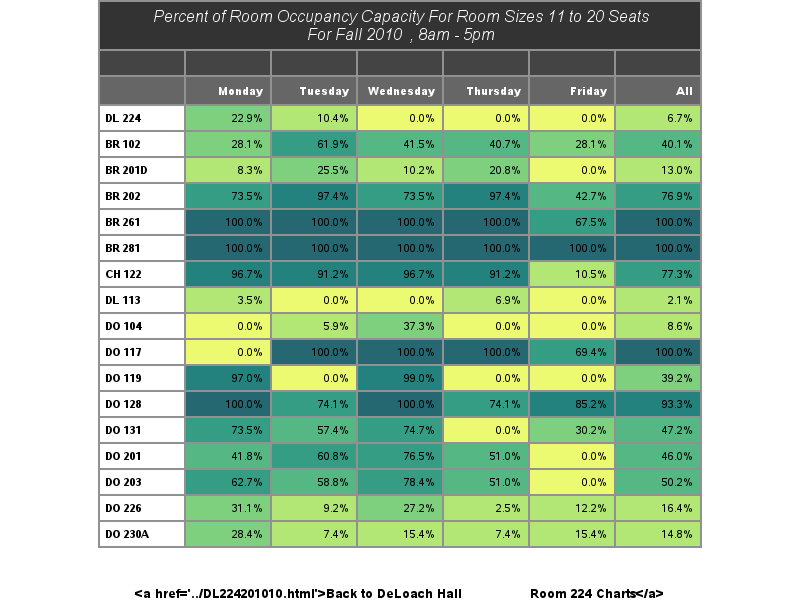 Percent of Room Occupancy Capacity For Room Sizes 11 to 20 Seats
For Fall 2010 , 8am - 5pm
Monday Tuesday Wednesday Thursday Friday All
DL 224 22.9% 10.4% 0.0% 0.0% 0.0% 6.7%
BR 102 28.1% 61.9% 41.5% 40.7% 28.1% 40.1%
BR 201D 8.3% 25.5% 10.2% 20.8% 0.0% 13.0%
BR 202 73.5% 97.4% 73.5% 97.4% 42.7% 76.9%
BR 261 100.0% 100.0% 100.0% 100.0% 67.5% 100.0%
BR 281 100.0% 100.0% 100.0% 100.0% 100.0% 100.0%
CH 122 96.7% 91.2% 96.7% 91.2% 10.5% 77.3%
DL 113 3.5% 0.0% 0.0% 6.9% 0.0% 2.1%
DO 104 0.0% 5.9% 37.3% 0.0% 0.0% 8.6%
DO 117 0.0% 100.0% 100.0% 100.0% 69.4% 100.0%
DO 119 97.0% 0.0% 99.0% 0.0% 0.0% 39.2%
DO 128 100.0% 74.1% 100.0% 74.1% 85.2% 93.3%
DO 131 73.5% 57.4% 74.7% 0.0% 30.2% 47.2%
DO 201 41.8% 60.8% 76.5% 51.0% 0.0% 46.0%
DO 203 62.7% 58.8% 78.4% 51.0% 0.0% 50.2%
DO 226 31.1% 9.2% 27.2% 2.5% 12.2% 16.4%
DO 230A 28.4% 7.4% 15.4% 7.4% 15.4% 14.8%
<a href='../DL224201010.html'>Back to DeLoach Hall Room 224 Charts</a>